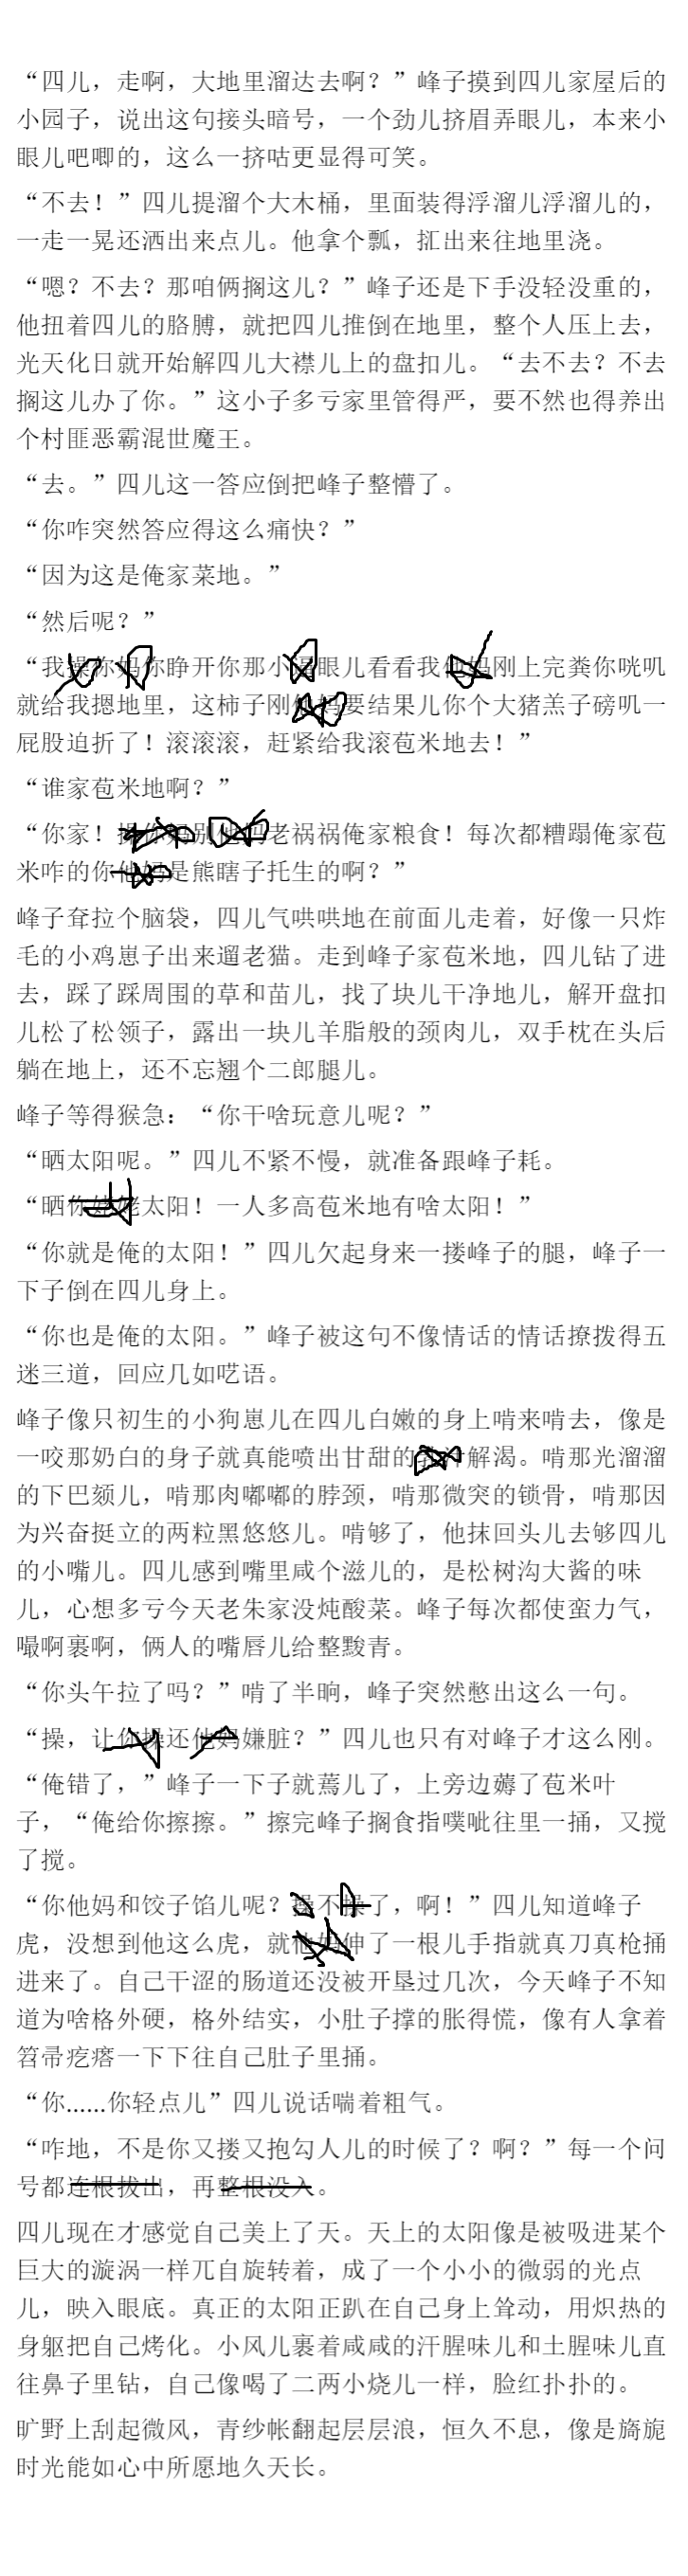 “四儿，走啊，大地里溜达去啊？”峰子摸到四儿家屋后的
小园子，说出这句接头暗号，一个劲儿挤眉弄眼儿，本来小
眼儿吧唧的，这么一挤咕更显得可笑。
“不去！”四儿提溜个大木桶，里面装得浮溜儿浮溜儿的，
一走一晃还洒出来点儿。他拿个瓢，㧟出来往地里浇。
“嗯？不去？那咱俩搁这儿？”峰子还是下手没轻没重的，
他扭着四儿的胳膊，就把四儿推倒在地里，整个人压上去，
光天化日就开始解四儿大襟儿上的盘扣儿。“去不去？不去
搁这儿办了你。”这小子多亏家里管得严，要不然也得养出
个村匪恶霸混世魔王。
“去。”四儿这一答应倒把峰子整懵了。
“你咋突然答应得这么痛快？”
“因为这是俺家菜地。”
“然后呢？”
“我你睁开你那小眼儿看看我刚上完粪你咣叽
就给我摁地里，这柿子刚要结果儿你个大猪羔子磅叽一
屁股迫折了！滚滚滚，赶紧给我滚苞米地去！”
“谁家苞米地啊？”
“你家！别老祸祸俺家粮食！每次都糟蹋俺家苞
米咋的你是熊瞎子托生的啊？”
峰子耷拉个脑袋，四儿气哄哄地在前面儿走着，好像一只炸
毛的小鸡崽子出来遛老猫。走到峰子家苞米地，四儿钻了进
去，踩了踩周围的草和苗儿，找了块儿干净地儿，解开盘扣
儿松了松领子，露出一块儿羊脂般的颈肉儿，双手枕在头后
躺在地上，还不忘翘个二郎腿儿。
峰子等得猴急：“你干啥玩意儿呢？”
“晒太阳呢。”四儿不紧不慢，就准备跟峰子耗。
“晒太阳！一人多高苞米地有啥太阳！”
“你就是俺的太阳！”四儿欠起身来一搂峰子的腿，峰子一
下子倒在四儿身上。
“你也是俺的太阳。”峰子被这句不像情话的情话撩拨得五
迷三道，回应几如呓语。
峰子像只初生的小狗崽儿在四儿白嫩的身上啃来啃去，像是
一咬那奶白的身子就真能喷出甘甜的解渴。啃那光溜溜
的下巴颏儿，啃那肉嘟嘟的脖颈，啃那微突的锁骨，啃那因
为兴奋挺立的两粒黑悠悠儿。啃够了，他抹回头儿去够四儿
的小嘴儿。四儿感到嘴里咸个滋儿的，是松树沟大酱的味
儿，心想多亏今天老朱家没炖酸菜。峰子每次都使蛮力气，
嘬啊裹啊，俩人的嘴唇儿给整黢青。
“你头午拉了吗？”啃了半晌，峰子突然憋出这么一句。
“操，让你还他妈嫌脏？”四儿也只有对峰子才这么刚。
“俺错了，”峰子一下子就蔫儿了，上旁边薅了苞米叶
子，“俺给你擦擦。”擦完峰子搁食指噗呲往里一捅，又搅
了搅。
“你他妈和饺子馅儿呢？操不了，啊！”四儿知道峰子
虎，没想到他这么虎，就伸了一根儿手指就真刀真枪捅
进来了。自己干涩的肠道还没被开垦过几次，今天峰子不知
道为啥格外硬，格外结实，小肚子撑的胀得慌，像有人拿着
笤帚疙瘩一下下往自己肚子里捅。
“你……你轻点儿”四儿说话喘着粗气。
“咋地，不是你又搂又抱勾人儿的时候了？啊？”每一个问
号都连根拔出，再整根没入。
四儿现在才感觉自己美上了天。天上的太阳像是被吸进某个
巨大的漩涡一样兀自旋转着，成了一个小小的微弱的光点
儿，映入眼底。真正的太阳正趴在自己身上耸动，用炽热的
身躯把自己烤化。小风儿裹着咸咸的汗腥味儿和土腥味儿直
往鼻子里钻，自己像喝了二两小烧儿一样，脸红扑扑的。
旷野上刮起微风，青纱帐翻起层层浪，恒久不息，像是旖旎
时光能如心中所愿地久天长。